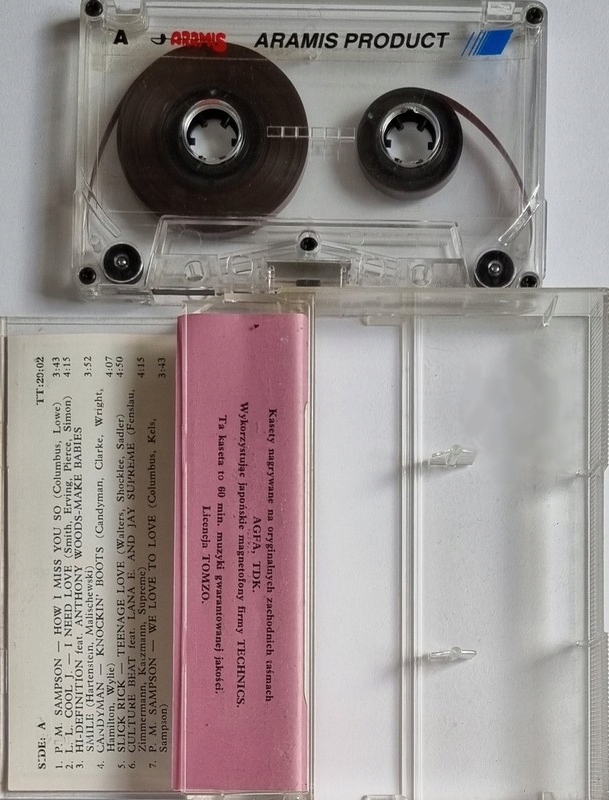 A
ARAMIS
ARAMIS PRODUCT
SIDE: A TT:29:02
1. P. M. SAMPSON — HOW I MISS YOU SO (Columbus, Lowe) 3:43
2. L. L. COOL J. — I NEED LOVE (Smith, Erving, Pierce, Simon) 4:15
3. HI-DEFINITION feat. ANTHONY WOODS-MAKE BABIES
SMILE (Hartenstein, Malischewski) 3:52
4. CANDYMAN — KNOCKIN' BOOTS (Candyman, Clarke, Wright,
Hamilton, Wylie) 4:07
5. SLICK RICK — TEENAGE LOVE (Walters, Shocklee, Sadler) 4:50
6. CULTURE BEAT feat. LANA E. AND JAY SUPREME (Fenslau,
Zimmermann, Katzmann, Supreme) 4:15
7. P. M. SAMPSON — WE LOVE TO LOVE (Columbus, Kels,
Sampson) 3:43
Kasety nagrywane na oryginalnych zachodnich taśmach
AGFA, TDK.
Wykorzystując japońskie magnetofony firmy TECHNICS.
Ta kaseta to 60 min. muzyki gwarantowanej jakości.
Licencja TOMZO.